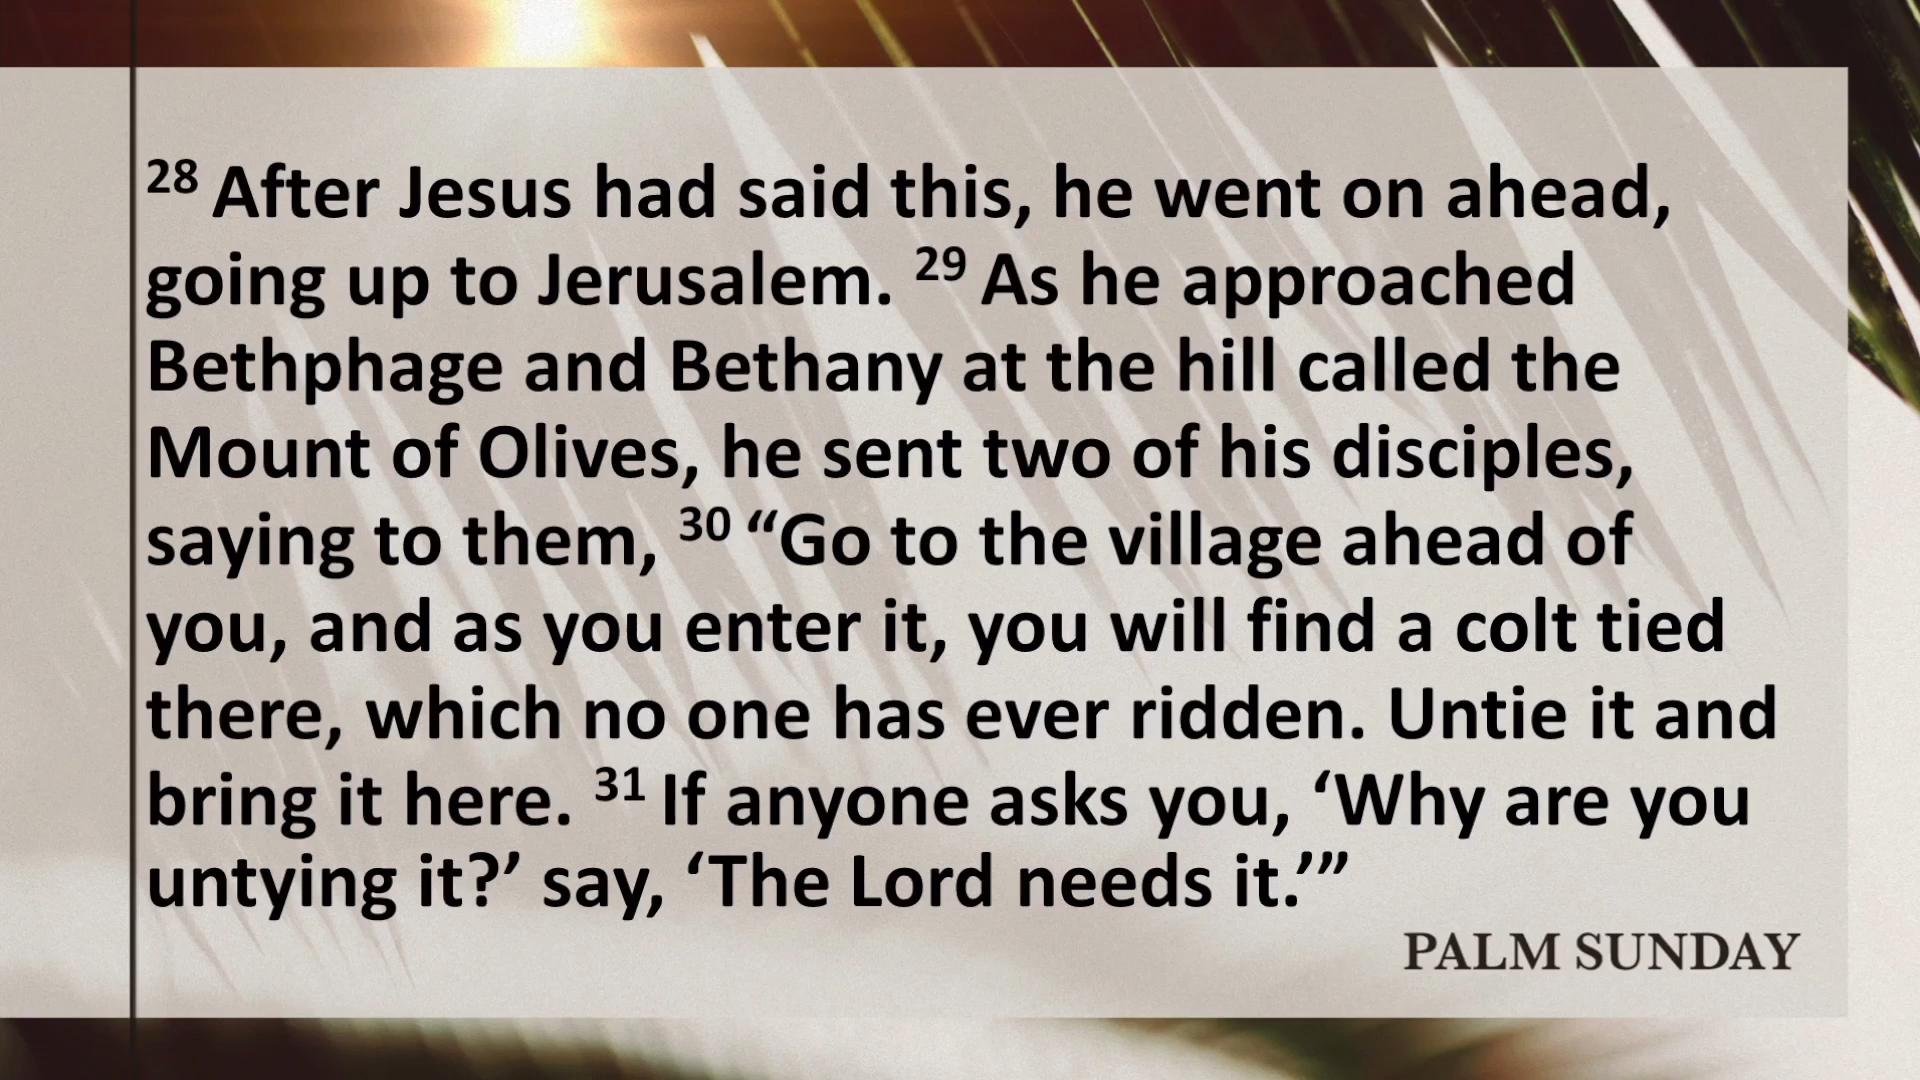 28 After Jesus had said this, he went on ahead,
going up to Jerusalem. 29 As he approached
Bethphage and Bethany at the hill called the
Mount of Olives, he sent two of his disciples,
saying to them, 30 “Go to the village ahead of
you, and as you enter it, you will find a colt tied
there, which no one has ever ridden. Untie it and
bring it here. 31 If anyone asks you, ‘Why are you
untying it?’ say, ‘The Lord needs it.’”
PALM SUNDAY